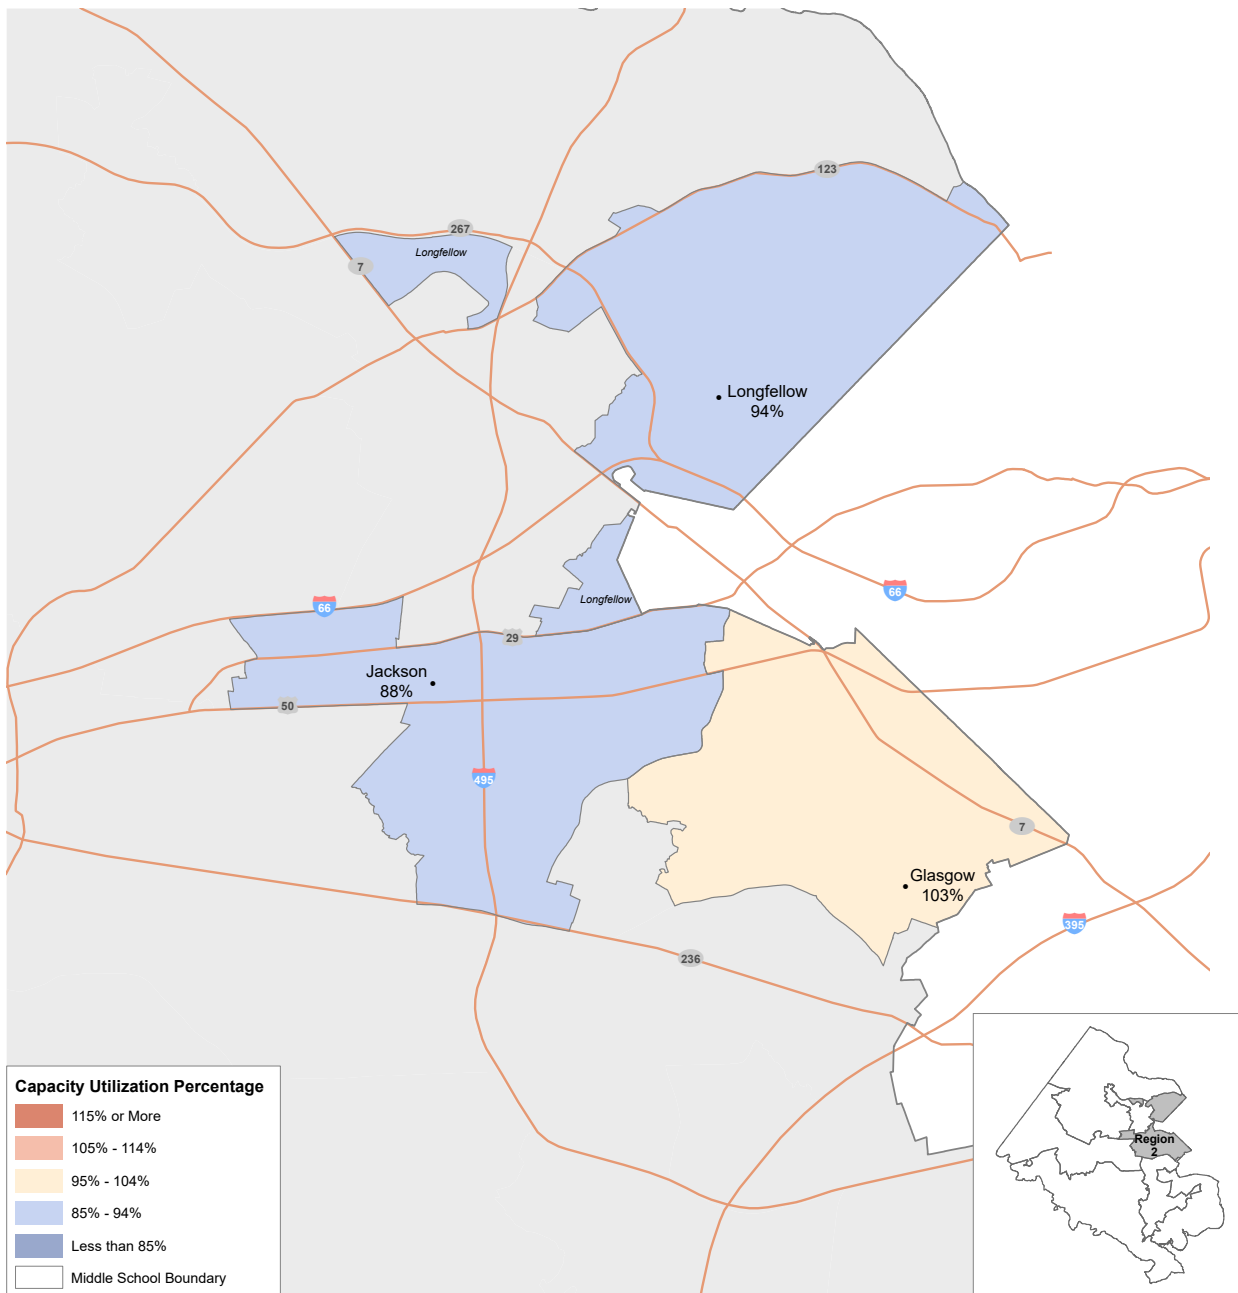 123
267
Longfellow
7
Longfellow
94%
66
66
Longfellow
29
Jackson
88%
50
495
7
Glasgow
103%
395
236
Region
2
Capacity Utilization Percentage
115% or More
105% - 114%
95% - 104%
85% - 94%
Less than 85%
Middle School Boundary